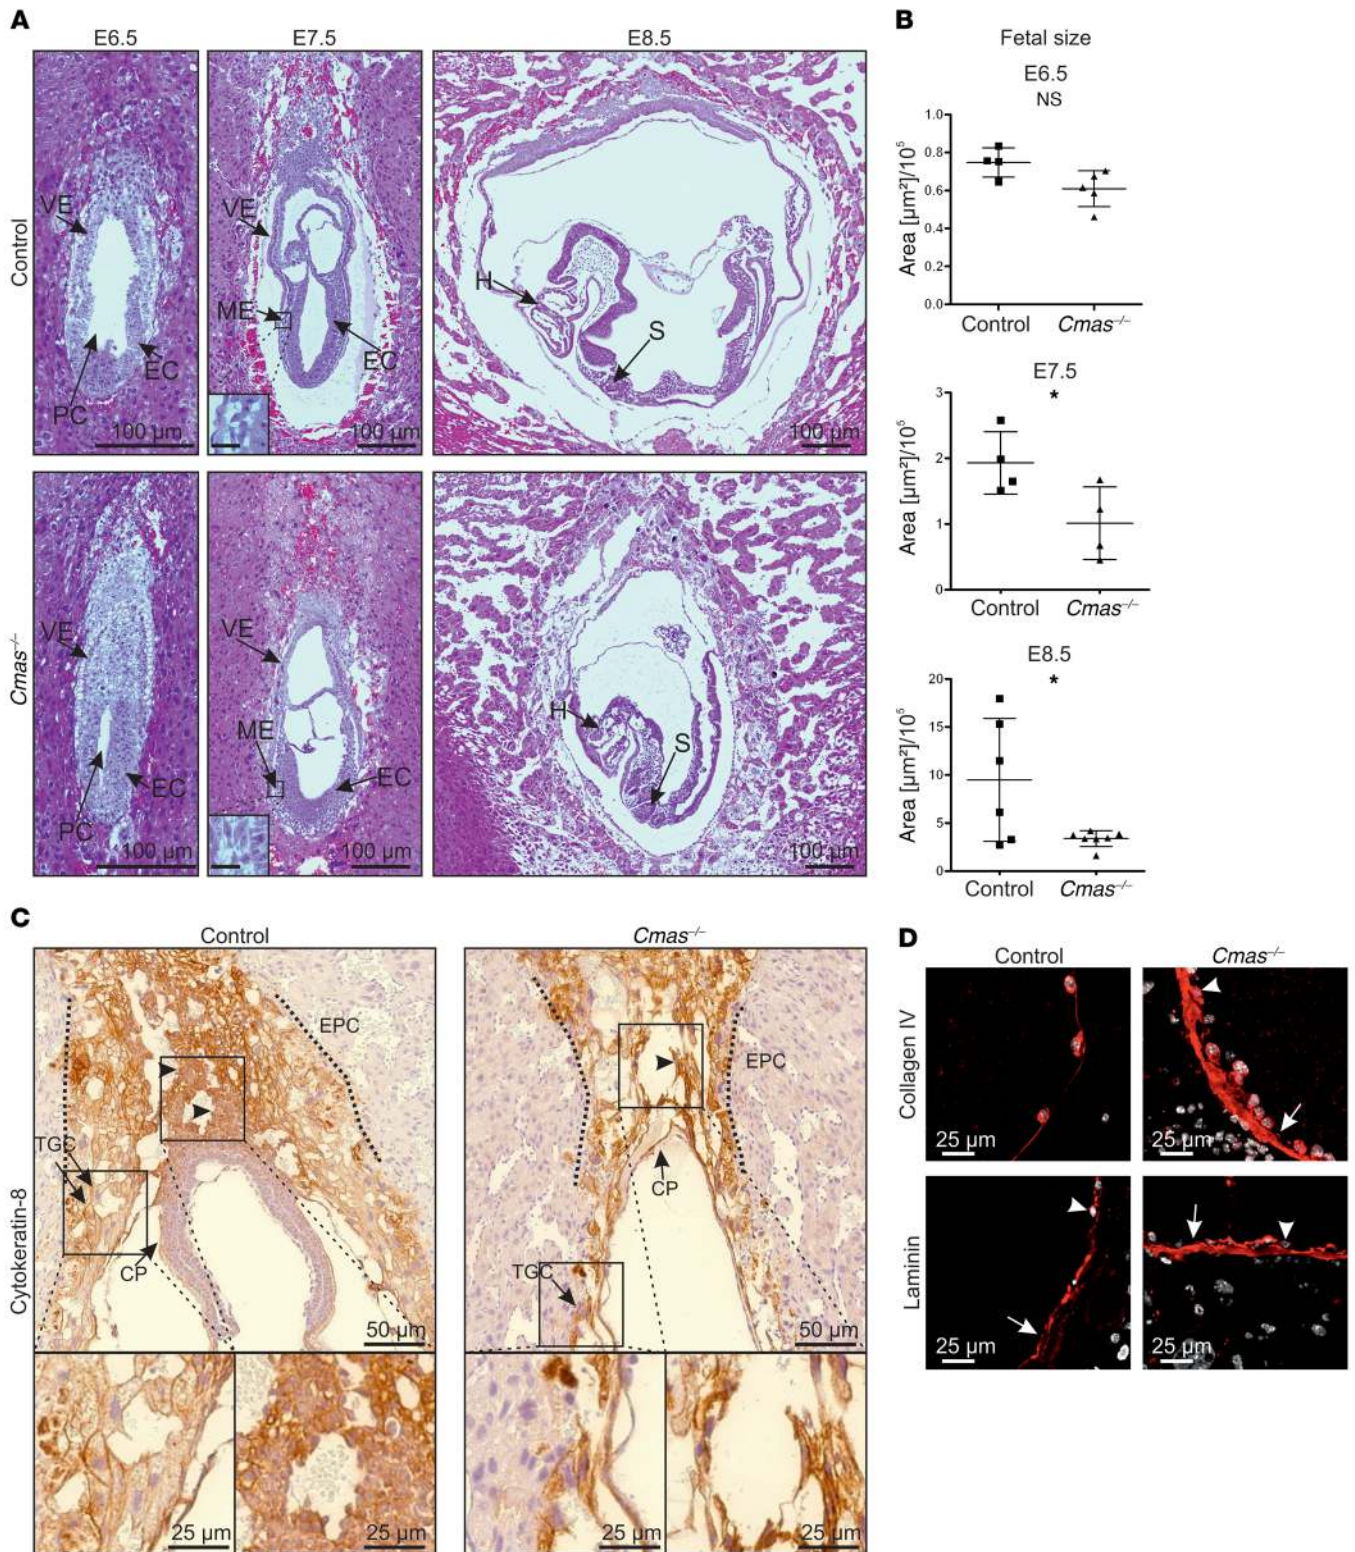 A
E6.5
E7.5
E8.5
Control
VE
PC
EC
100 µm
VE
ME
EC
100 µm
H
S
100 µm
Cmas⁻/⁻
VE
PC
EC
100 µm
VE
ME
EC
100 µm
H
S
100 µm
B
Fetal size
E6.5
NS
Area [µm²]/10⁵
1.0
0.8
0.6
0.4
0.2
0.0
Control
Cmas⁻/⁻
E7.5
*
Area [µm²]/10⁵
3
2
1
0
Control
Cmas⁻/⁻
E8.5
*
Area [µm²]/10⁵
20
15
10
5
0
Control
Cmas⁻/⁻
C
Control
Cmas⁻/⁻
Cytokeratin-8
EPC
TGC
CP
50 µm
25 µm
25 µm
EPC
CP
TGC
50 µm
25 µm
25 µm
D
Control
Cmas⁻/⁻
Collagen IV
25 µm
25 µm
Laminin
25 µm
25 µm